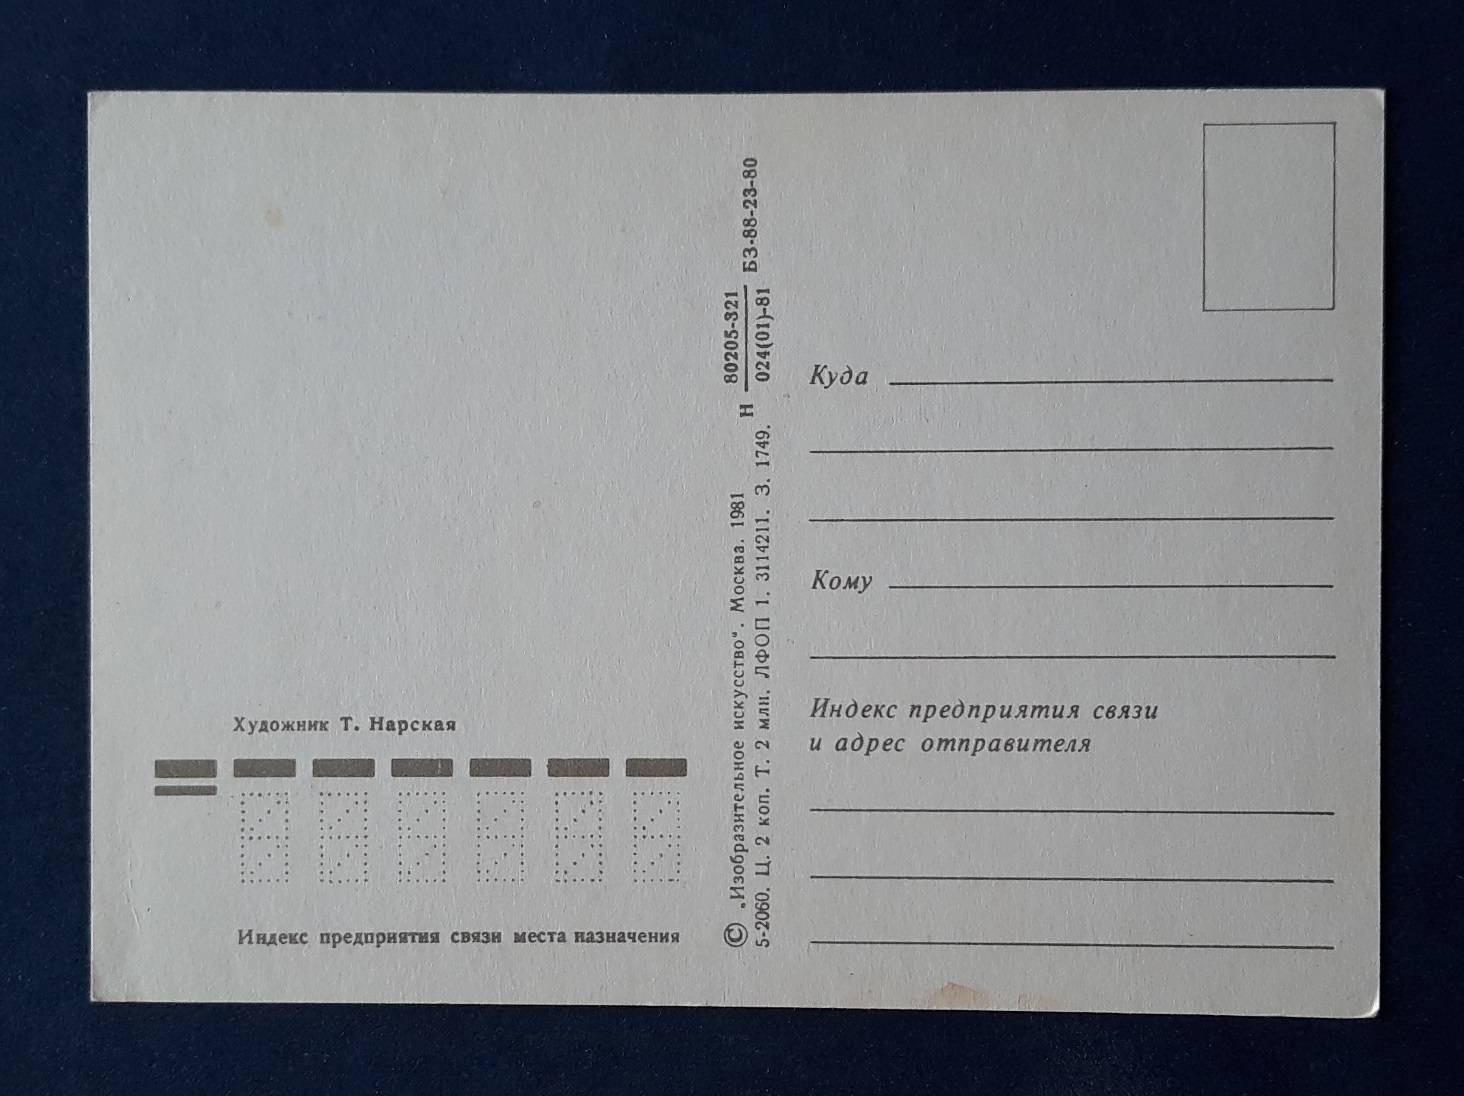 Художник Т. Нарская
Индекс предприятия связи места назначения
© „Изобразительное искусство“. Москва. 1981
5-2060. Ц. 2 коп. Т. 2 млн. ЛФОП 1. 3114211. З. 1749.
Н 80205-321
024(01)-81
БЗ-88-23-80
Куда
Кому
Индекс предприятия связи
и адрес отправителя